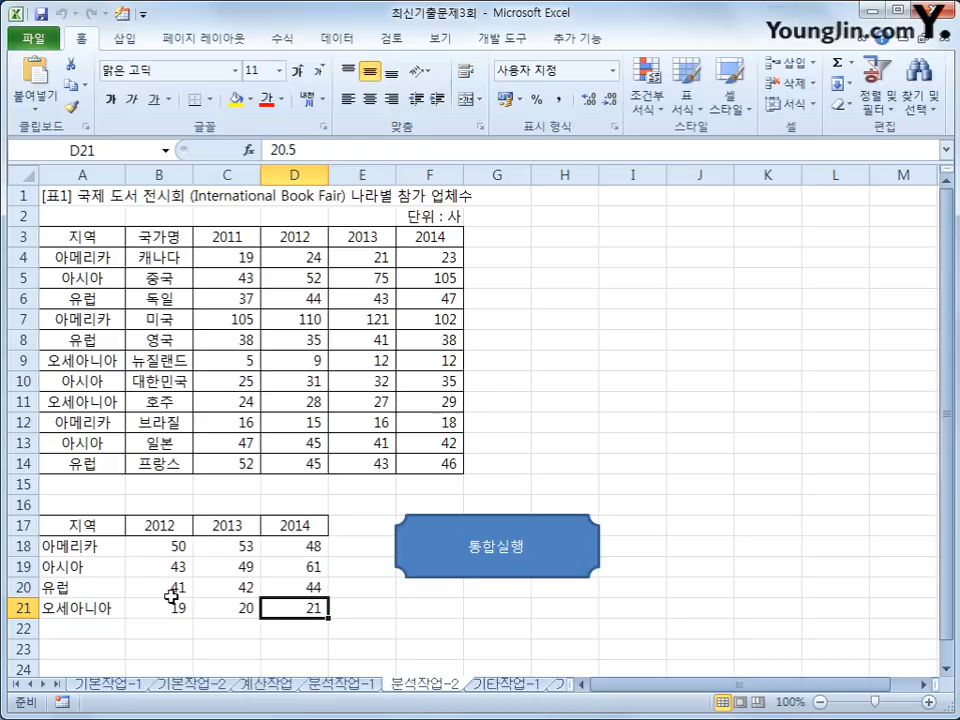 최신기출문제3회 - Microsoft Excel
Younglin.com Y.
파일 홈 삽입 페이지 레이아웃 수식 데이터 검토 보기 개발 도구 추가 기능
맑은 고딕 11 사용자 지정
붙여넣기 가 가 가 가 조건부 서식 표 서식 셀 스타일 삽입 삭제 서식 정렬 및 필터 찾기 및 선택
클립보드 글꼴 맞춤 표시 형식 스타일 셀 편집
D21 fx 20.5
A B C D E F G H I J K L M
1 [표1] 국제 도서 전시회 (International Book Fair) 나라별 참가 업체수
2 단위 : 사
3 지역 국가명 2011 2012 2013 2014
4 아메리카 캐나다 19 24 21 23
5 아시아 중국 43 52 75 105
6 유럽 독일 37 44 43 47
7 아메리카 미국 105 110 121 102
8 유럽 영국 38 35 41 38
9 오세아니아 뉴질랜드 5 9 12 12
10 아시아 대한민국 25 31 32 35
11 오세아니아 호주 24 28 27 29
12 아메리카 브라질 16 15 16 18
13 아시아 일본 47 45 41 42
14 유럽 프랑스 52 45 43 46
15
16
17 지역 2012 2013 2014
18 아메리카 50 53 48 통합실행
19 아시아 43 49 61
20 유럽 41 42 44
21 오세아니아 19 20 21
22
23
24
기본작업-1 기본작업-2 계산작업 분석작업-1 분석작업-2 기타작업-1
준비 100%